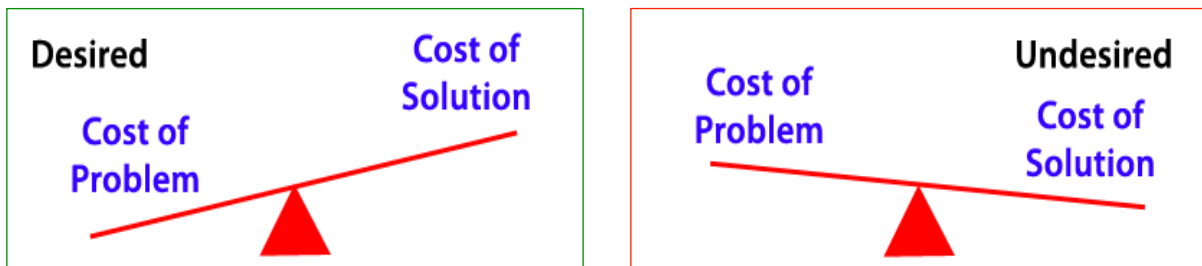 Desired
Cost of
Solution
Cost of
Problem
Undesired
Cost of
Problem
Cost of
Solution